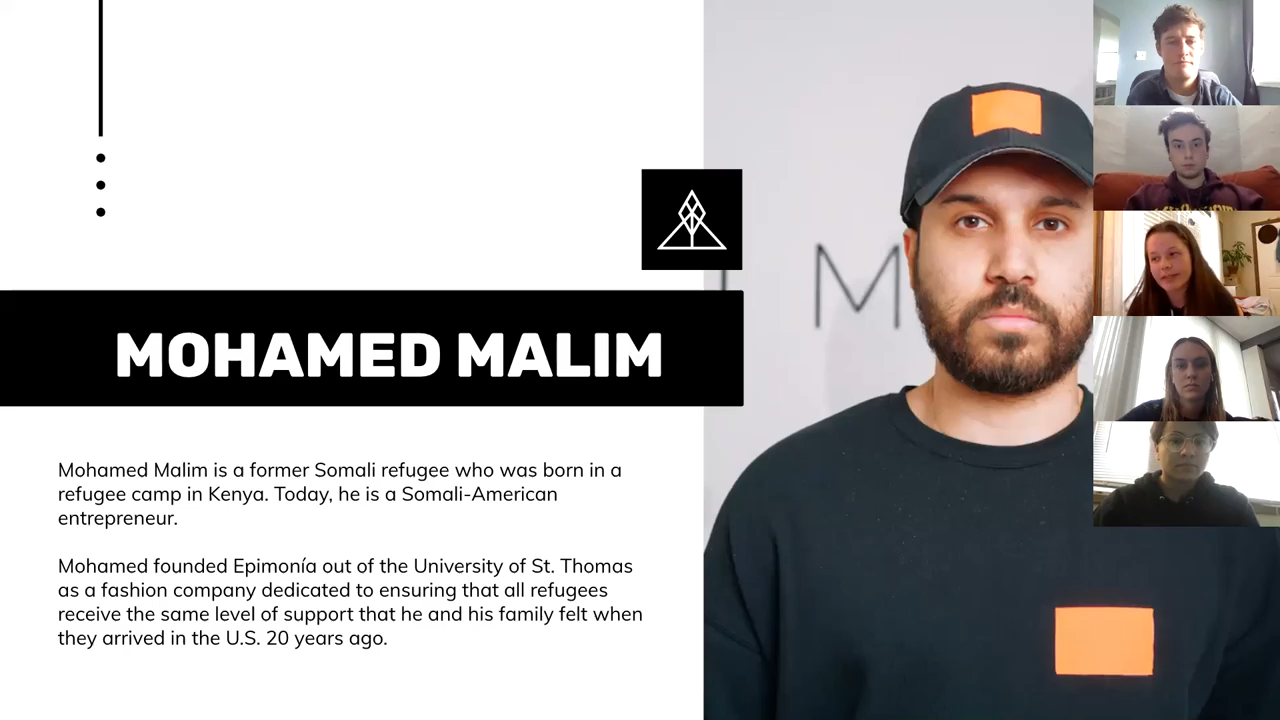 MOHAMED MALIM
Mohamed Malim is a former Somali refugee who was born in a
refugee camp in Kenya. Today, he is a Somali-American
entrepreneur.
Mohamed founded Epimonía out of the University of St. Thomas
as a fashion company dedicated to ensuring that all refugees
receive the same level of support that he and his family felt when
they arrived in the U.S. 20 years ago.
M